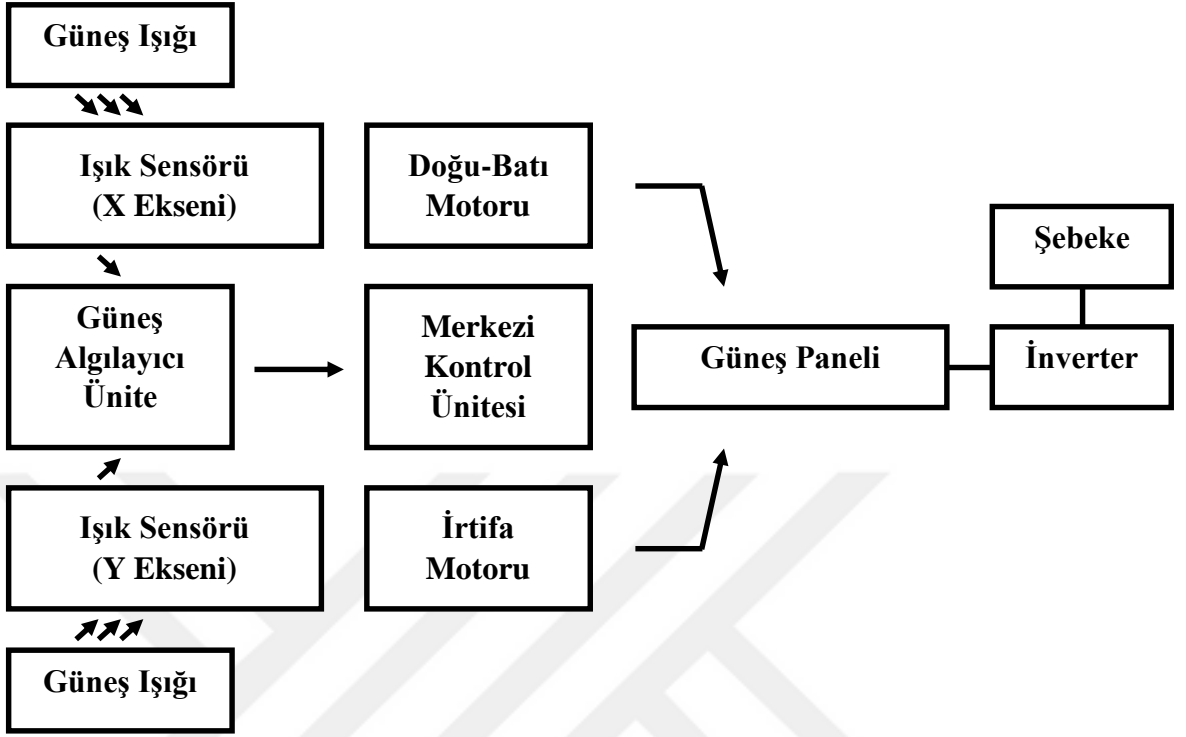 Güneş Işığı
Işık Sensörü
(X Ekseni)
Doğu-Batı
Motoru
Şebeke
Güneş
Algılayıcı
Ünite
Merkezi
Kontrol
Ünitesi
Güneş Paneli
İnverter
Işık Sensörü
(Y Ekseni)
İrtifa
Motoru
Güneş Işığı